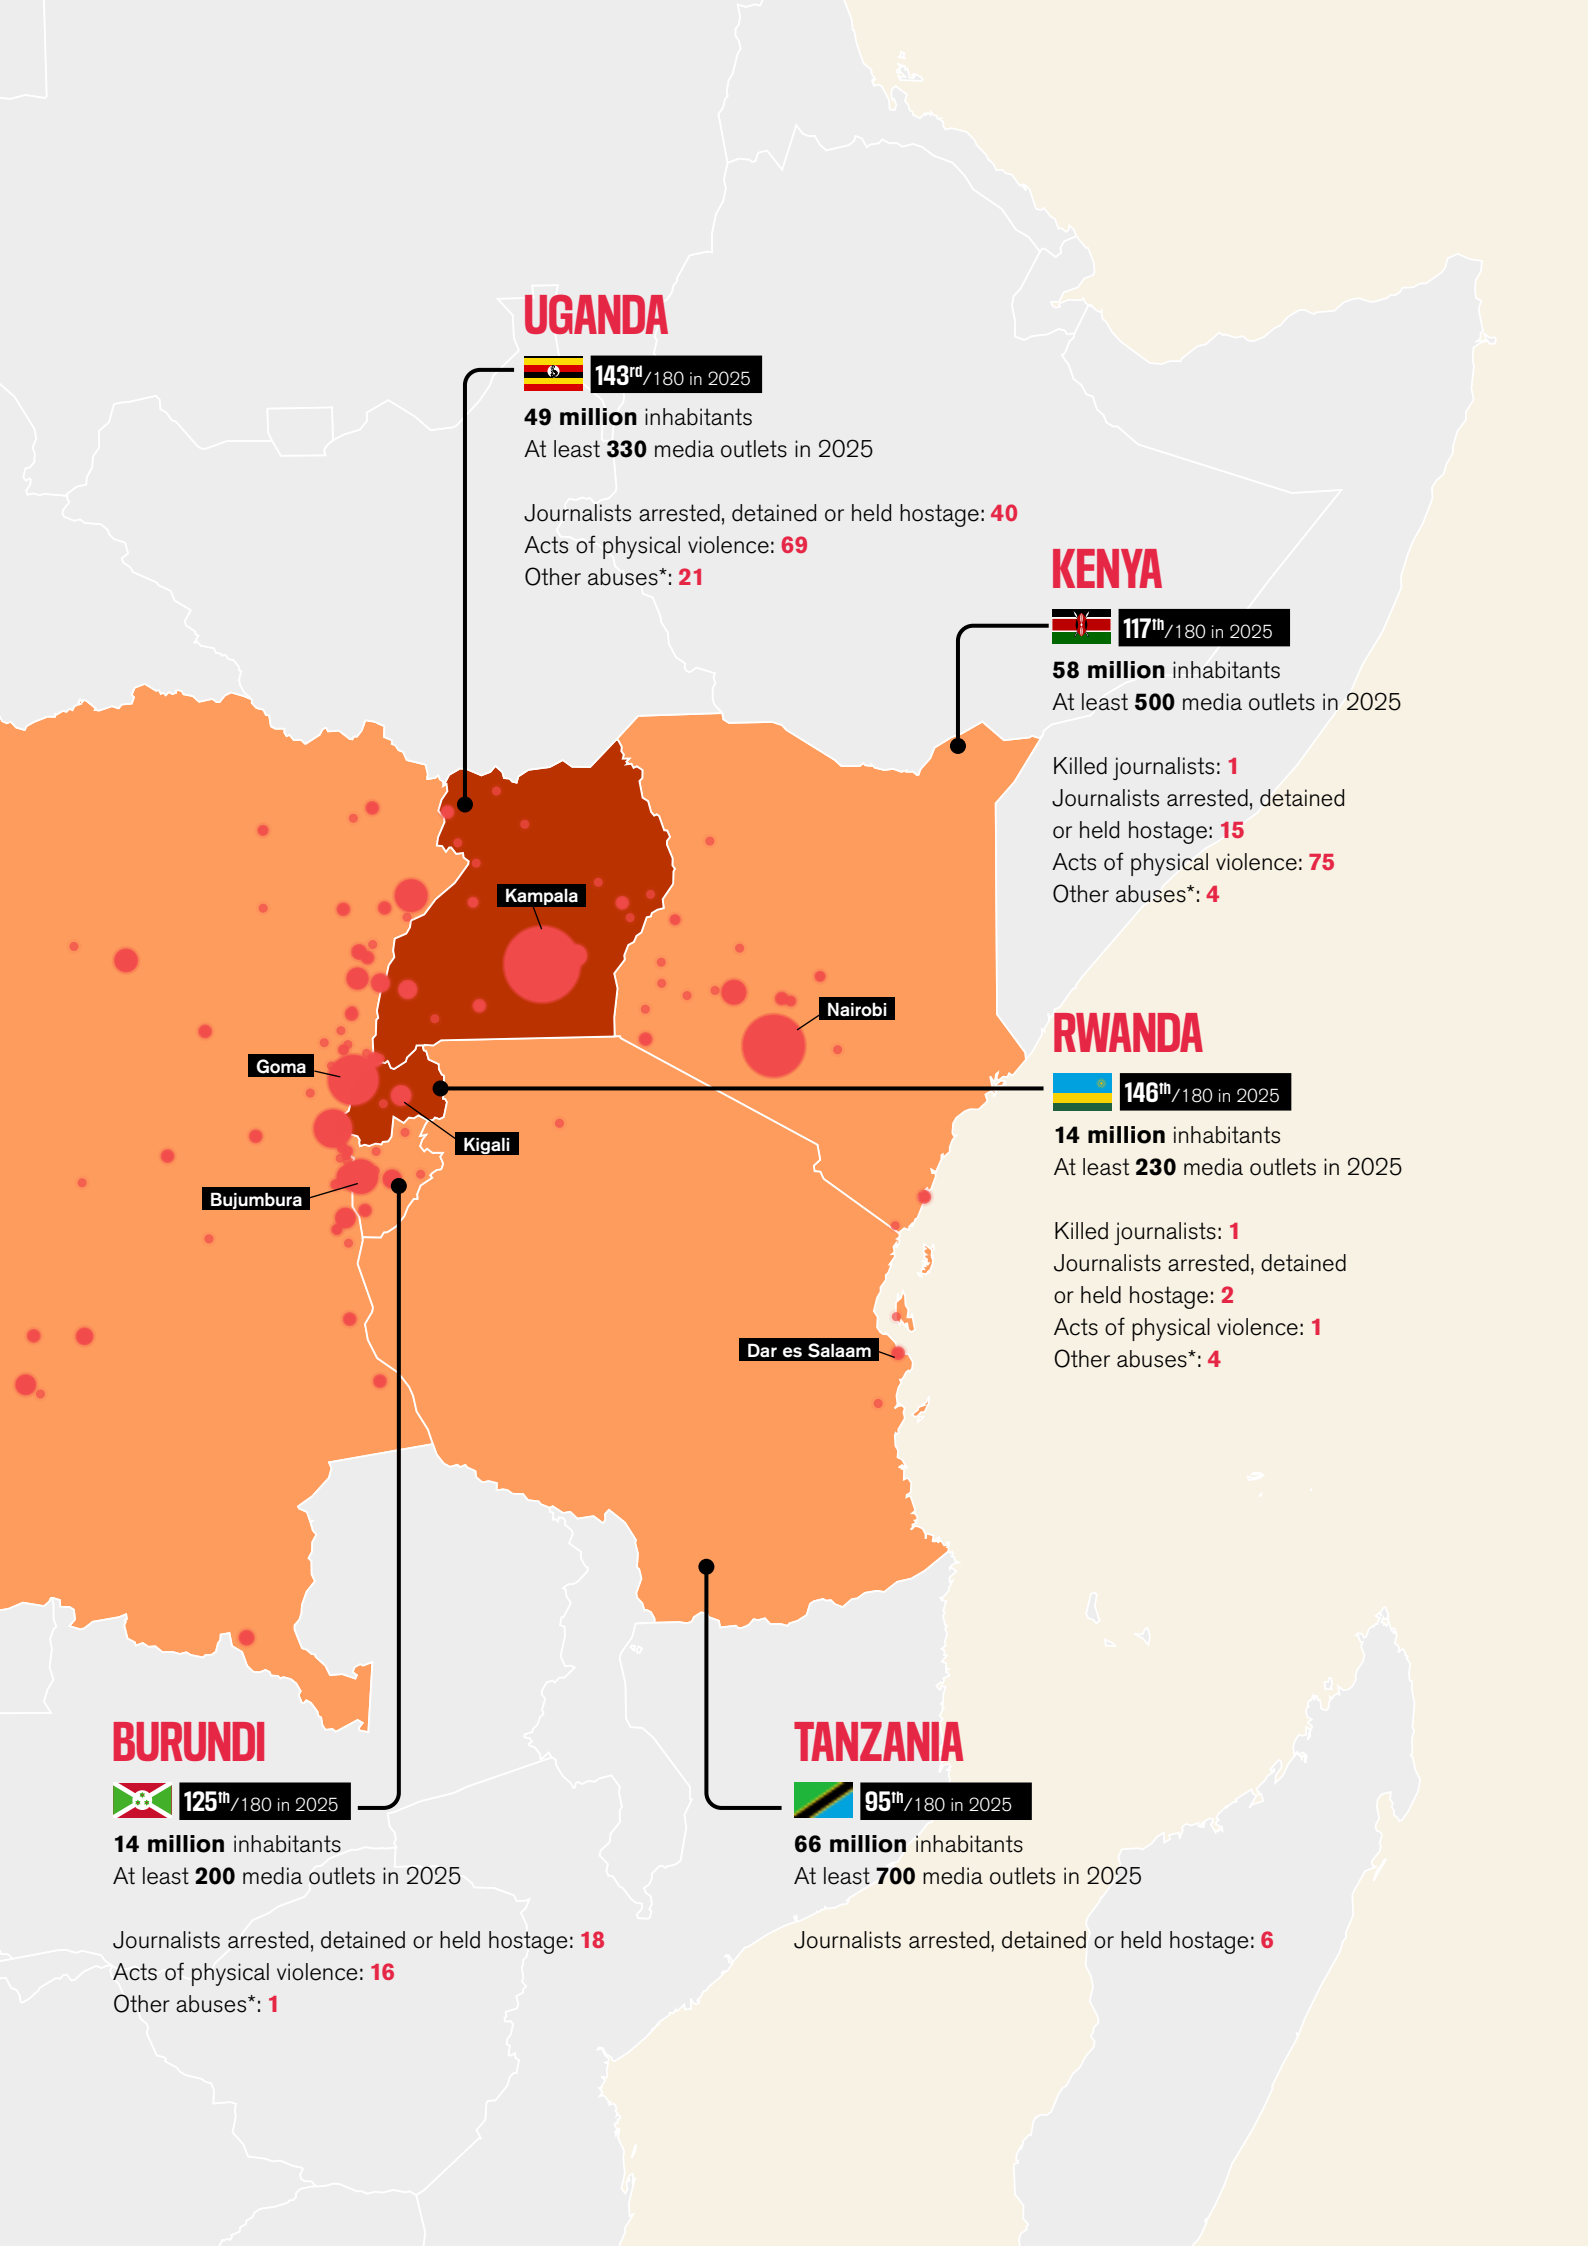 UGANDA
143rd/180 in 2025
49 million inhabitants
At least 330 media outlets in 2025
Journalists arrested, detained or held hostage: 40
Acts of physical violence: 69
Other abuses*: 21
KENYA
117th/180 in 2025
58 million inhabitants
At least 500 media outlets in 2025
Killed journalists: 1
Journalists arrested, detained
or held hostage: 15
Acts of physical violence: 75
Other abuses*: 4
Kampala
Nairobi
Goma
Kigali
Bujumbura
Dar es Salaam
RWANDA
146th/180 in 2025
14 million inhabitants
At least 230 media outlets in 2025
Killed journalists: 1
Journalists arrested, detained
or held hostage: 2
Acts of physical violence: 1
Other abuses*: 4
BURUNDI
125th/180 in 2025
14 million inhabitants
At least 200 media outlets in 2025
Journalists arrested, detained or held hostage: 18
Acts of physical violence: 16
Other abuses*: 1
TANZANIA
95th/180 in 2025
66 million inhabitants
At least 700 media outlets in 2025
Journalists arrested, detained or held hostage: 6